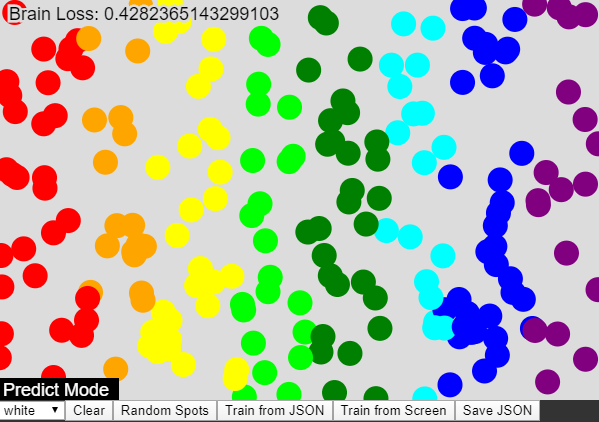 Brain Loss: 0.4282365143299103
Predict Mode
white Clear Random Spots Train from JSON Train from Screen Save JSON